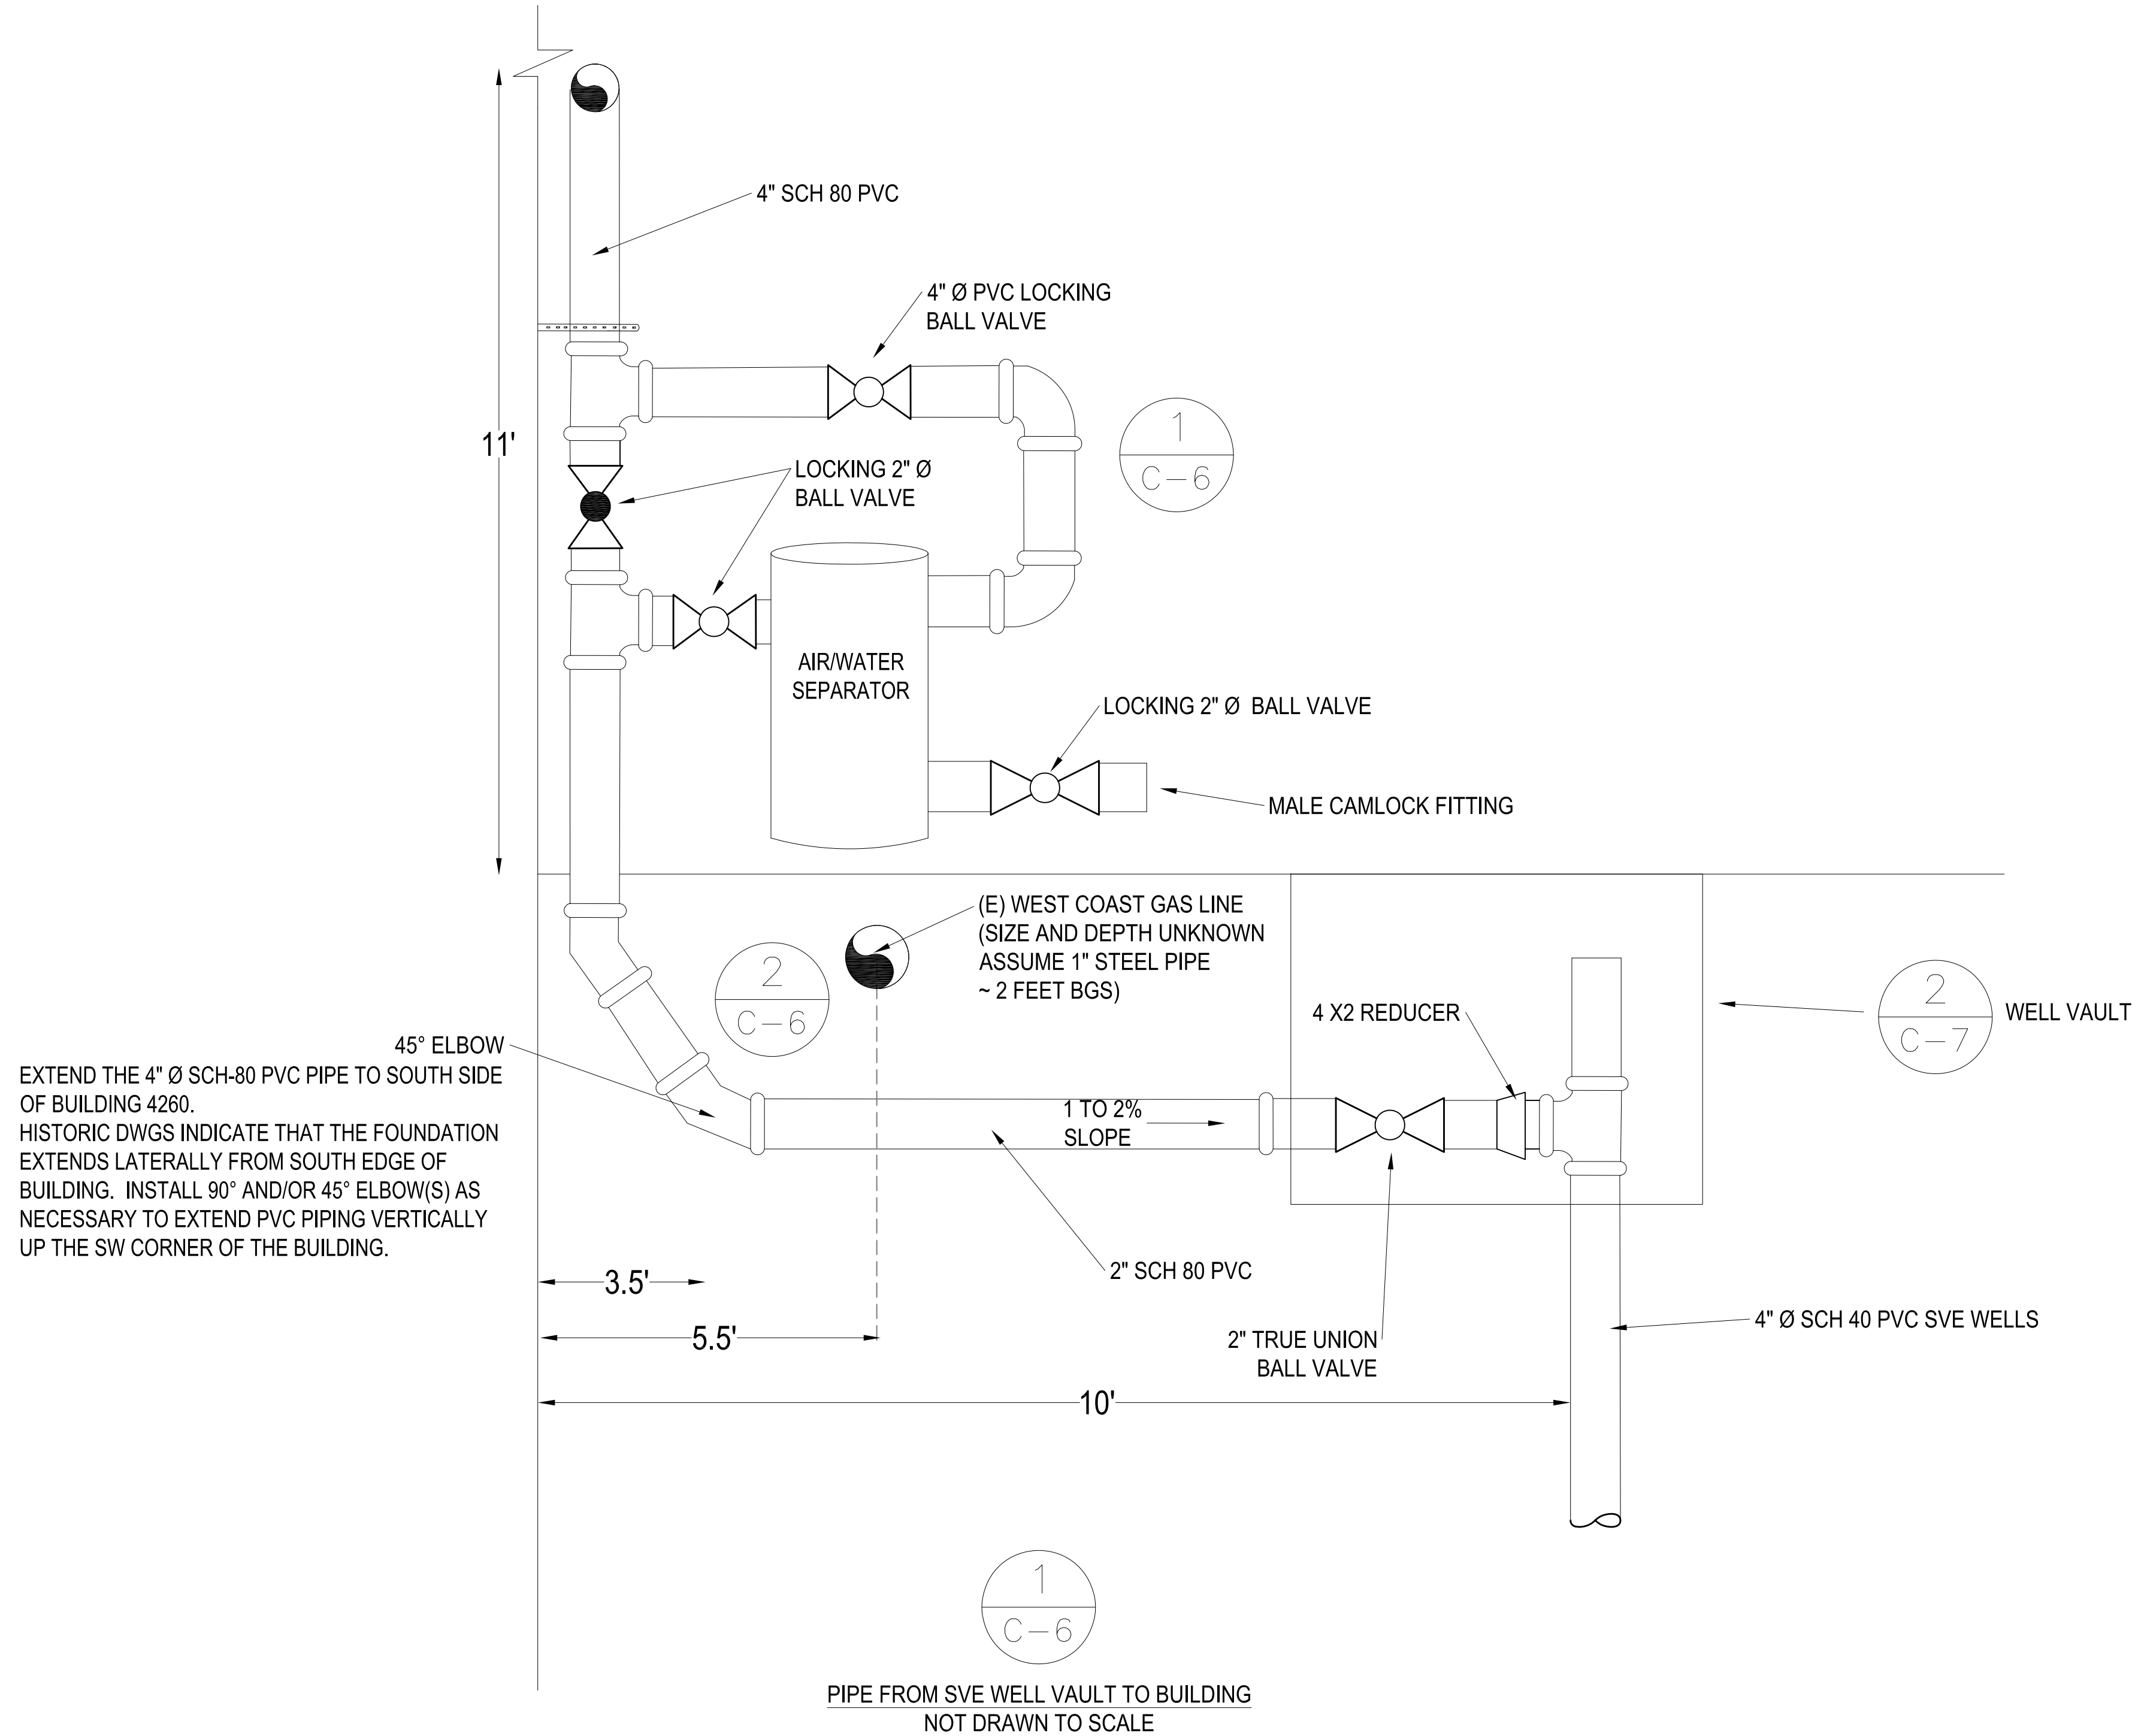 4" SCH 80 PVC
4" Ø PVC LOCKING
BALL VALVE
1
C-6
11'
LOCKING 2" Ø
BALL VALVE
AIR/WATER
SEPARATOR
LOCKING 2" Ø BALL VALVE
MALE CAMLOCK FITTING
(E) WEST COAST GAS LINE
(SIZE AND DEPTH UNKNOWN
ASSUME 1" STEEL PIPE
~ 2 FEET BGS)
2
C-6
4 X2 REDUCER
2
C-7
WELL VAULT
45° ELBOW
EXTEND THE 4" Ø SCH-80 PVC PIPE TO SOUTH SIDE
OF BUILDING 4260.
HISTORIC DWGS INDICATE THAT THE FOUNDATION
EXTENDS LATERALLY FROM SOUTH EDGE OF
BUILDING. INSTALL 90° AND/OR 45° ELBOW(S) AS
NECESSARY TO EXTEND PVC PIPING VERTICALLY
UP THE SW CORNER OF THE BUILDING.
1 TO 2%
SLOPE
3.5'
2" SCH 80 PVC
5.5'
2" TRUE UNION
BALL VALVE
4" Ø SCH 40 PVC SVE WELLS
10'
1
C-6
PIPE FROM SVE WELL VAULT TO BUILDING
NOT DRAWN TO SCALE